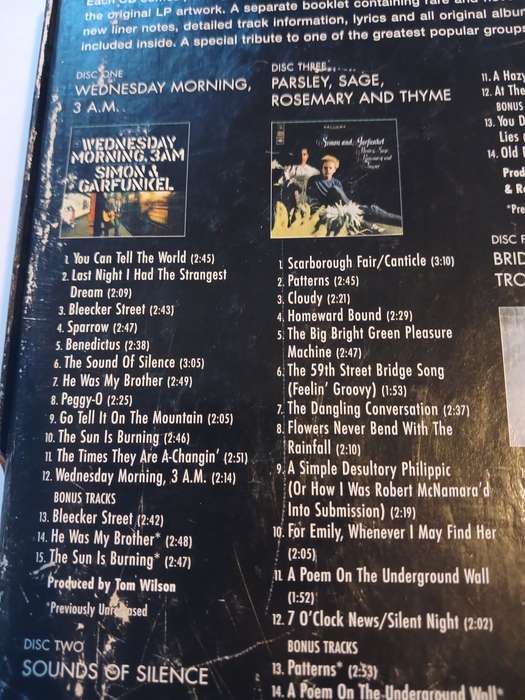 the original LP artwork. A separate booklet containing rare and
new liner notes, detailed track information, lyrics and all original album
included inside. A special tribute to one of the greatest popular groups
DISC ONE
WEDNESDAY MORNING,
3 A.M.
WEDNESDAY
MORNING, 3AM
SIMON &
GARFUNKEL
1. You Can Tell The World (2:45)
2. Last Night I Had The Strangest
Dream (2:09)
3. Bleecker Street (2:43)
4. Sparrow (2:47)
5. Benedictus (2:38)
6. The Sound Of Silence (3:05)
7. He Was My Brother (2:49)
8. Peggy-O (2:25)
9. Go Tell It On The Mountain (2:05)
10. The Sun Is Burning (2:46)
11. The Times They Are A-Changin' (2:51)
12. Wednesday Morning, 3 A.M. (2:14)
BONUS TRACKS
13. Bleecker Street (2:42)
14. He Was My Brother* (2:48)
15. The Sun Is Burning* (2:47)
Produced by Tom Wilson
*Previously Unreleased
DISC TWO
SOUNDS OF SILENCE
DISC THREE
PARSLEY, SAGE,
ROSEMARY AND THYME
Simon and Garfunkel
Parsley, Sage,
Rosemary and
Thyme
1. Scarborough Fair/Canticle (3:10)
2. Patterns (2:45)
3. Cloudy (2:21)
4. Homeward Bound (2:29)
5. The Big Bright Green Pleasure
Machine (2:47)
6. The 59th Street Bridge Song
(Feelin' Groovy) (1:53)
7. The Dangling Conversation (2:37)
8. Flowers Never Bend With The
Rainfall (2:10)
9. A Simple Desultory Philippic
(Or How I Was Robert McNamara'd
Into Submission) (2:19)
10. For Emily, Whenever I May Find Her
(2:05)
11. A Poem On The Underground Wall
(1:52)
12. 7 O'Clock News/Silent Night (2:02)
BONUS TRACKS
13. Patterns* (2:53)
14. A Poem On The Underground Wall*
11. A Hazy
12. At The
BONUS
13. You D
Lies
14. Old
Prod
& R
*Pre
DISC F
BRID
TRO